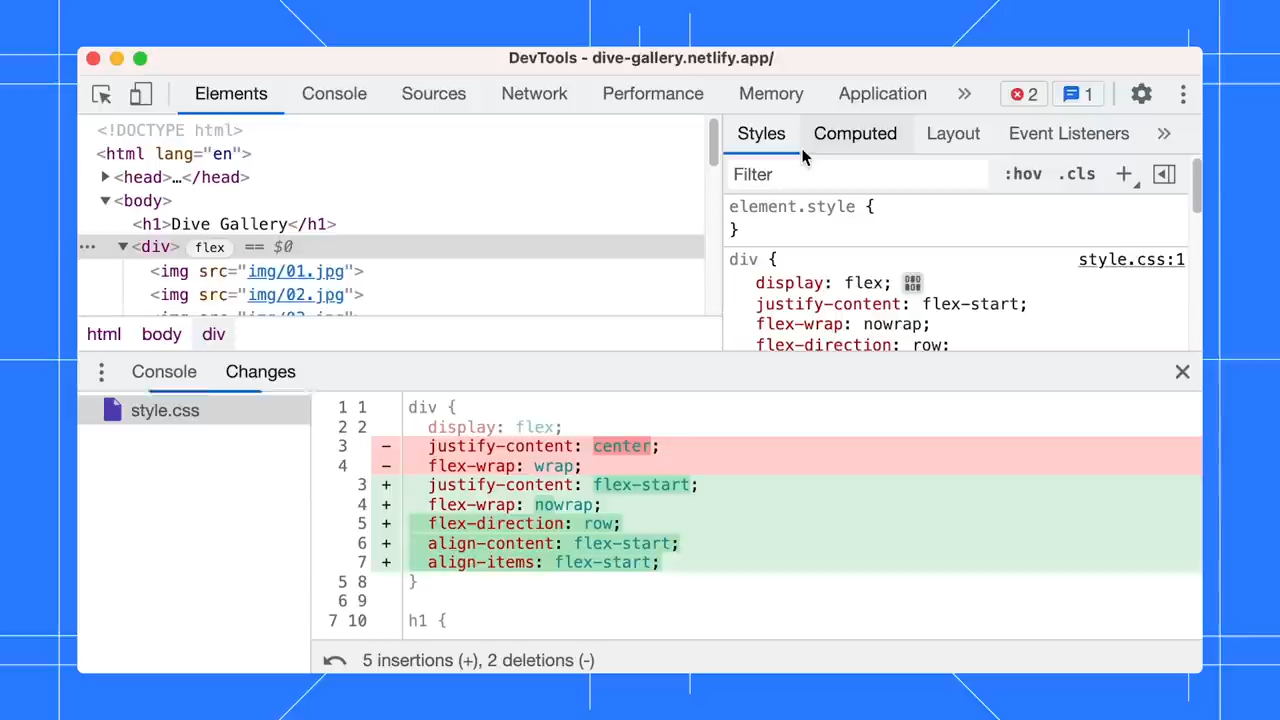 DevTools - dive-gallery.netlify.app/
Elements Console Sources Network Performance Memory Application » 2 1
<!DOCTYPE html>
<html lang="en">
<head>…</head>
<body>
<h1>Dive Gallery</h1>
<div> flex == $0
<img src="img/01.jpg">
<img src="img/02.jpg">
html body div
Styles Computed Layout Event Listeners »
Filter :hov .cls +
element.style {
}
div { style.css:1
display: flex;
justify-content: flex-start;
flex-wrap: nowrap;
flex-direction: row;
Console Changes
style.css
1 1 div {
2 2 display: flex;
3 - justify-content: center;
4 - flex-wrap: wrap;
3 + justify-content: flex-start;
4 + flex-wrap: nowrap;
5 + flex-direction: row;
6 + align-content: flex-start;
7 + align-items: flex-start;
5 8 }
6 9
7 10 h1 {
5 insertions (+), 2 deletions (-)